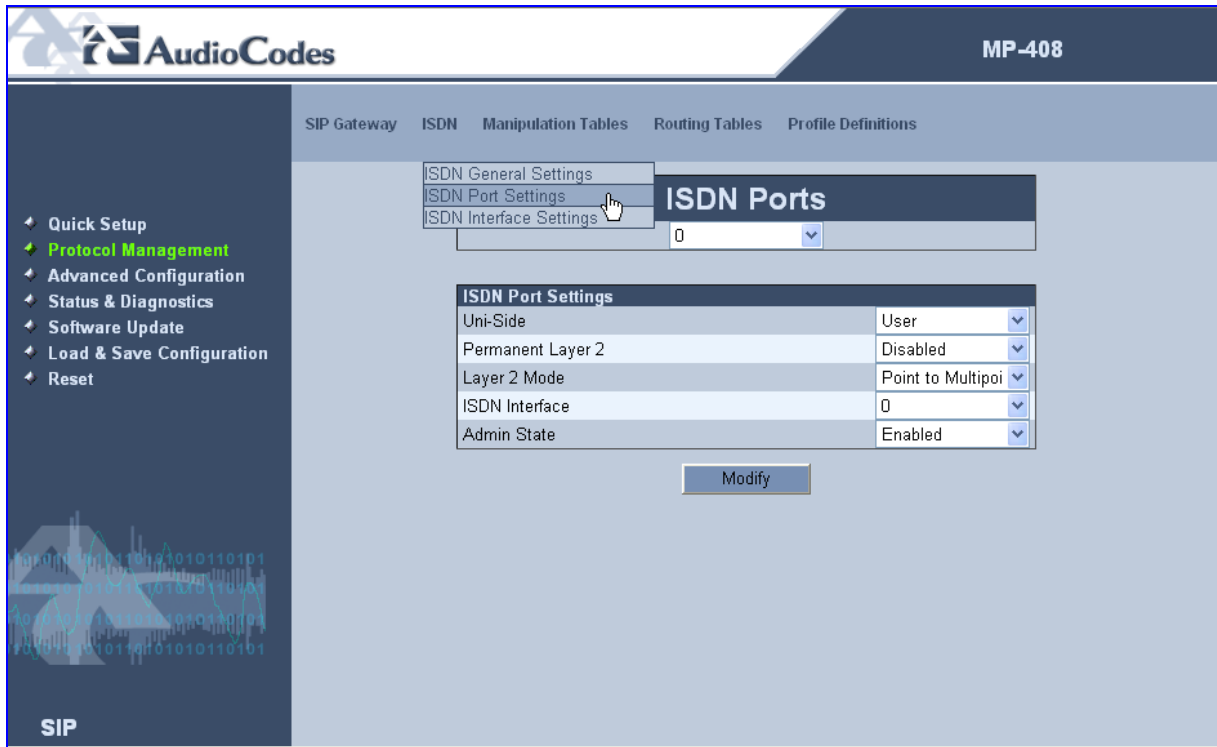 AudioCodes
MP-408
SIP Gateway ISDN Manipulation Tables Routing Tables Profile Definitions
ISDN General Settings
ISDN Port Settings
ISDN Interface Settings
ISDN Ports
0
Quick Setup
Protocol Management
Advanced Configuration
Status & Diagnostics
Software Update
Load & Save Configuration
Reset
ISDN Port Settings
Uni-Side User
Permanent Layer 2 Disabled
Layer 2 Mode Point to Multipoi
ISDN Interface 0
Admin State Enabled
Modify
SIP